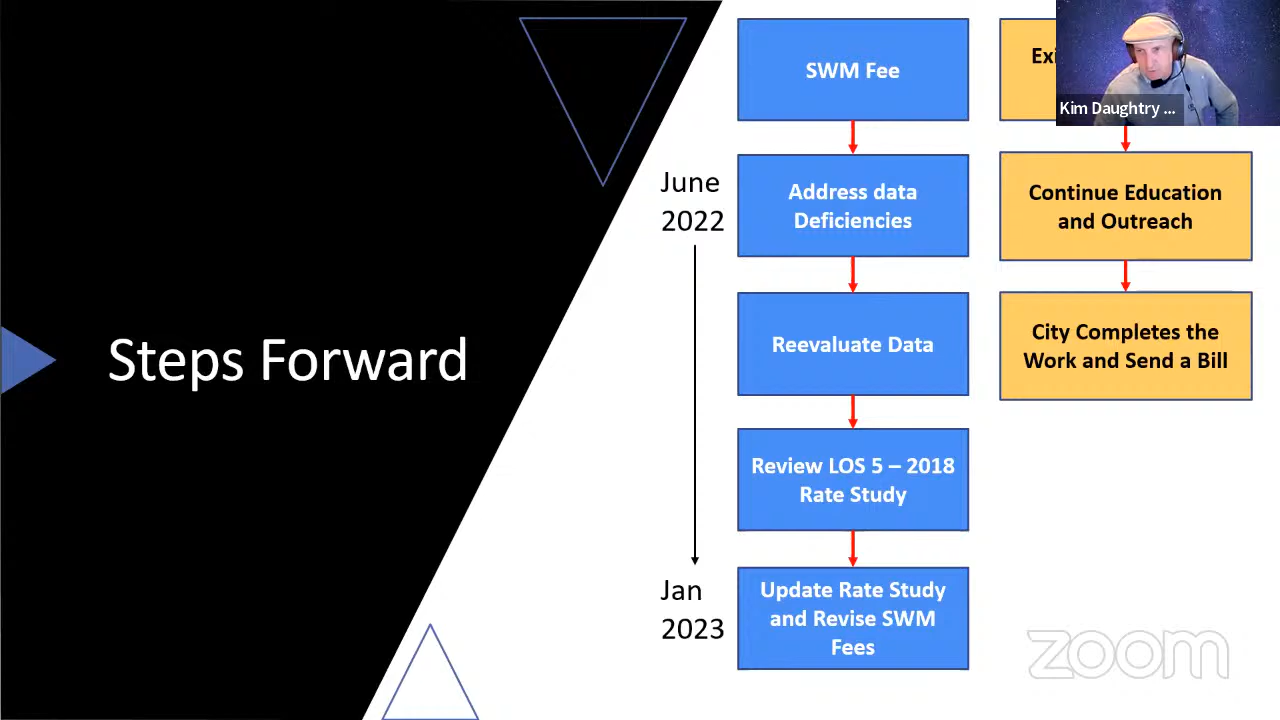 Steps Forward
June
2022
Jan
2023
SWM Fee
Address data
Deficiencies
Reevaluate Data
Review LOS 5 – 2018
Rate Study
Update Rate Study
and Revise SWM
Fees
Kim Daughtry ...
Continue Education
and Outreach
City Completes the
Work and Send a Bill
zoom